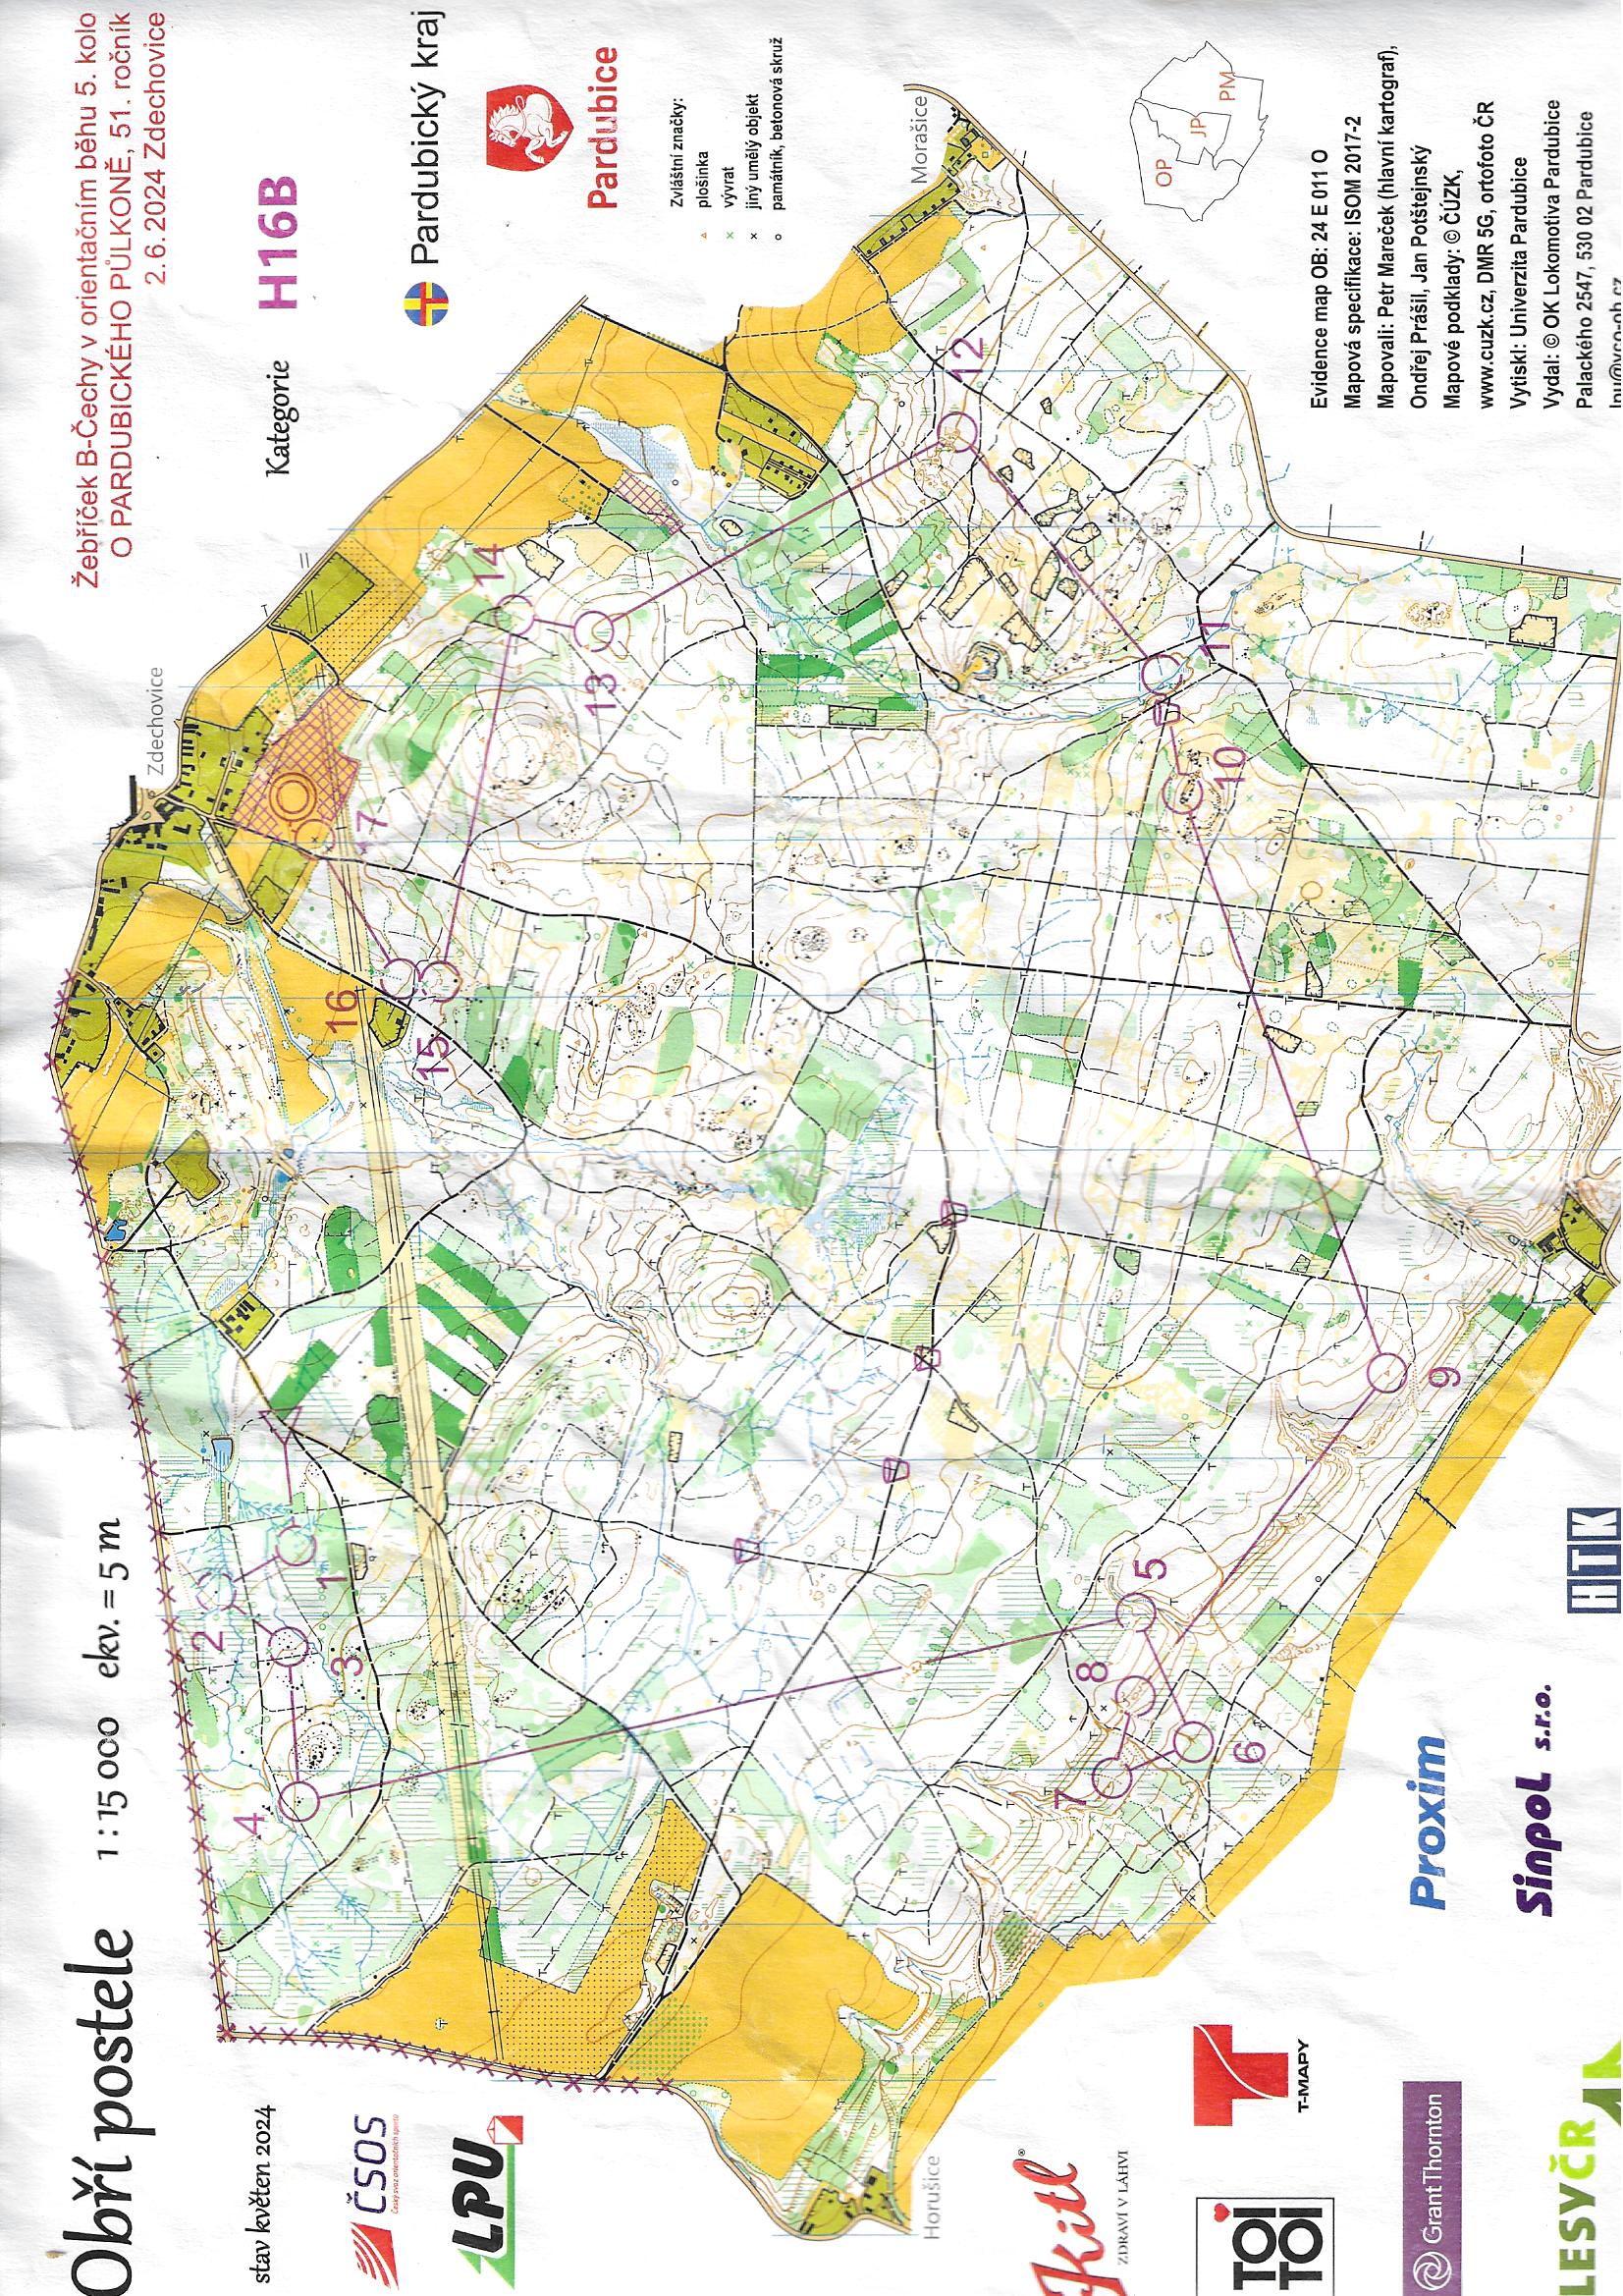 Obří postele 1 : 15 000 ekv. = 5 m
Žebříček B-Čechy v orientačním běhu 5. kolo
O PARDUBICKÉHO PŮLKONĚ, 51. ročník
2. 6. 2024 Zdechovice
Zdechovice
stav květen 2024
Kategorie H16B
ČSOS
Český svaz orientačních sportů
LPU
Pardubický kraj
Pardubice
Zvláštní značky:
plošinka
vývrat
jiný umělý objekt
památník, betonová skruž
2
4
1
3
16
17
15
14
13
Horušice
Morašice
12
7
8
5
6
10
11
9
Kitl®
ZDRAVÍ V LÁHVI
TOI
TOI
T-MAPY
GrantThornton
Proxim
Sinpol s.r.o.
LESY ČR
HTK
OP
JP
PM
Evidence map OB: 24 E 011 O
Mapová specifikace: ISOM 2017-2
Mapovali: Petr Mareček (hlavní kartograf),
Ondřej Prášil, Jan Potštejnský
Mapové podklady: © ČÚZK,
www.cuzk.cz, DMR 5G, ortofoto ČR
Vytiskl: Univerzita Pardubice
Vydal: © OK Lokomotiva Pardubice
Palackého 2547, 530 02 Pardubice
lpu@vco-ob.cz